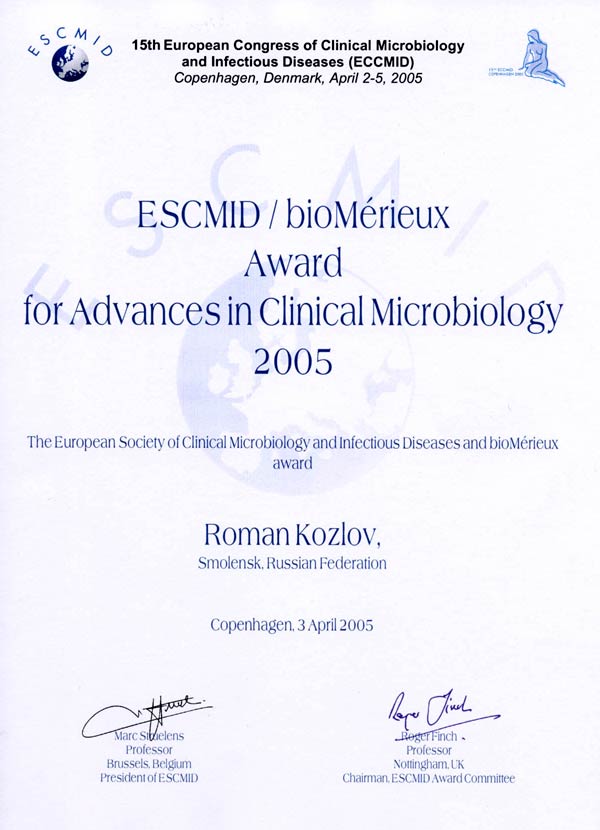 ESCMID
15th European Congress of Clinical Microbiology
and Infectious Diseases (ECCMID)
Copenhagen, Denmark, April 2-5, 2005
15TH ECCMID
COPENHAGEN 2005
ESCMID
ESCMID / bioMérieux
Award
for Advances in Clinical Microbiology
2005
The European Society of Clinical Microbiology and Infectious Diseases and bioMérieux
award
Roman Kozlov,
Smolensk, Russian Federation
Copenhagen, 3 April 2005
Roger Finch
Marc Struelens
Professor
Brussels, Belgium
President of ESCMID
Roger Finch
Professor
Nottingham, UK
Chairman, ESCMID Award Committee